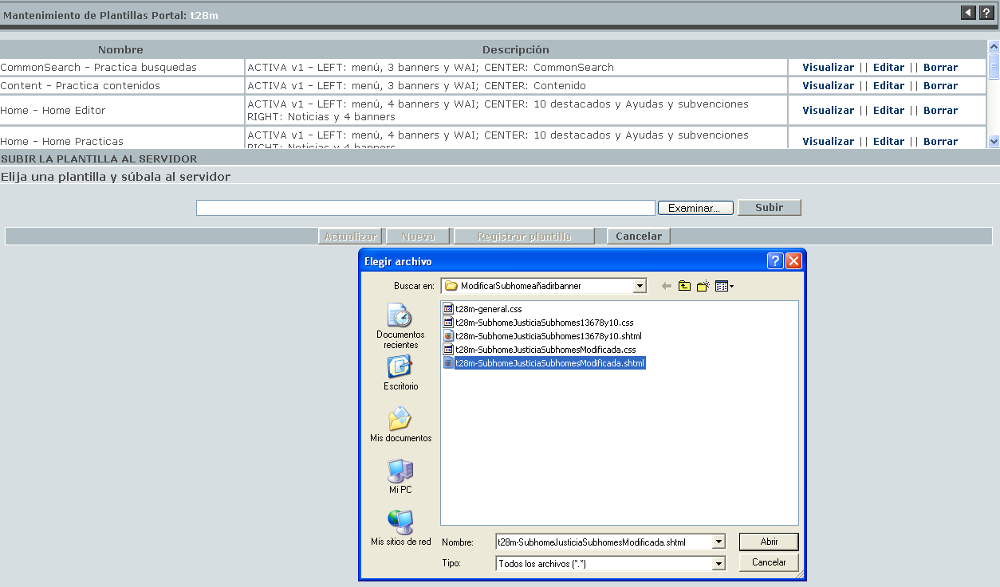 Mantenimiento de Plantillas Portal: t28m
Nombre Descripción
CommonSearch - Practica busquedas ACTIVA v1 - LEFT: menú, 3 banners y WAI; CENTER: CommonSearch Visualizar || Editar || Borrar
Content - Practica contenidos ACTIVA v1 - LEFT: menú, 3 banners y WAI; CENTER: Contenido Visualizar || Editar || Borrar
Home - Home Editor ACTIVA v1 - LEFT: menú, 4 banners y WAI; CENTER: 10 destacados y Ayudas y subvenciones Visualizar || Editar || Borrar
RIGHT: Noticias y 4 banners
Home - Home Practicas ACTIVA v1 - LEFT: menú, 4 banners y WAI; CENTER: 10 destacados y Ayudas y subvenciones Visualizar || Editar || Borrar
RIGHT: Noticias y 4 banners
SUBIR LA PLANTILLA AL SERVIDOR
Elija una plantilla y súbala al servidor
Examinar... Subir
Actualizar Nueva Registrar plantilla Cancelar
Elegir archivo
Buscar en: ModificarSubhomeañadirbanner
t28m-general.css
t28m-SubhomeJusticiaSubhomes13678y10.css
t28m-SubhomeJusticiaSubhomes13678y10.shtml
t28m-SubhomeJusticiaSubhomesModificada.css
t28m-SubhomeJusticiaSubhomesModificada.shtml
Documentos
recientes
Escritorio
Mis documentos
Mi PC
Mis sitios de red
Nombre: t28m-SubhomeJusticiaSubhomesModificada.shtml Abrir
Tipo: Todos los archivos (*.*) Cancelar